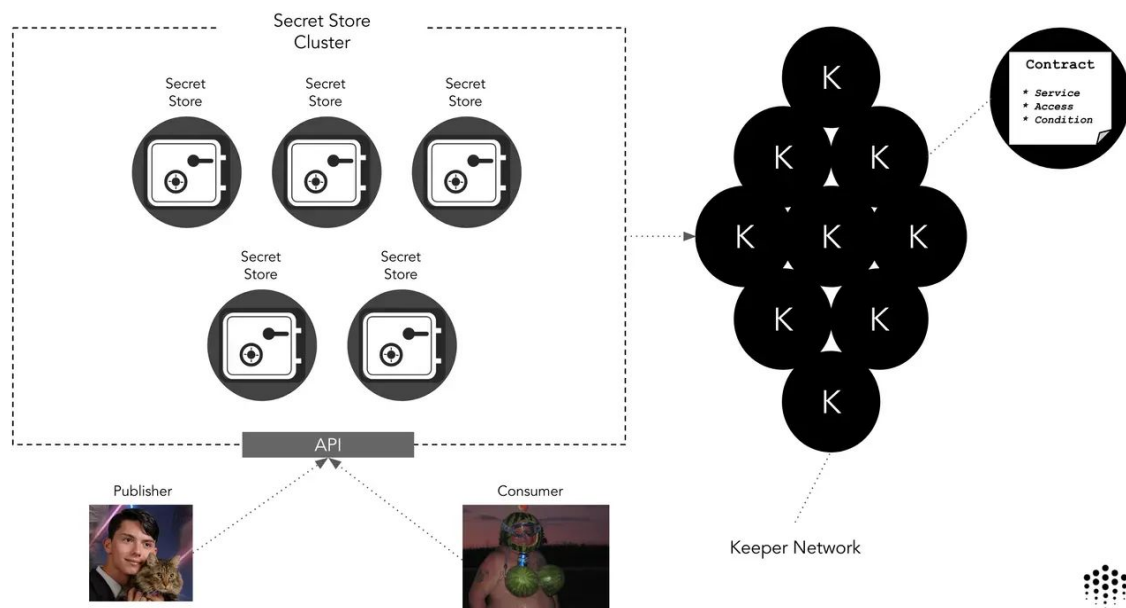 Secret Store
Cluster
Secret
Store
Secret
Store
Secret
Store
Secret
Store
Secret
Store
API
Publisher
Consumer
K
K
K
K
K
K
K
K
K
Keeper Network
Contract
* Service
* Access
* Condition